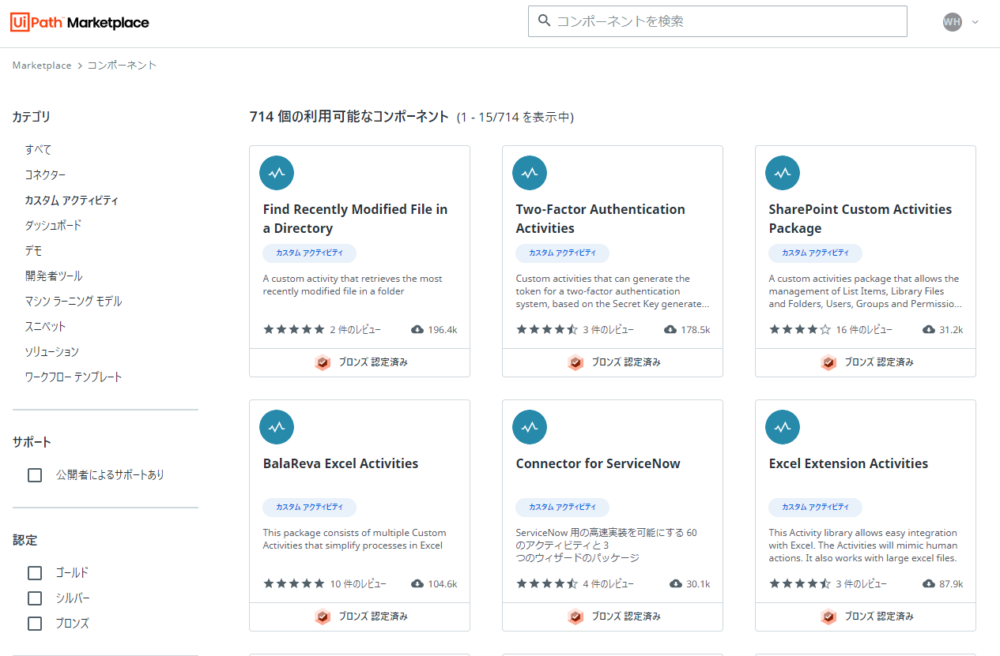 UiPath™ Marketplace
コンポーネントを検索
WH
Marketplace > コンポーネント
カテゴリ
すべて
コネクター
カスタム アクティビティ
ダッシュボード
デモ
開発者ツール
マシン ラーニング モデル
スニペット
ソリューション
ワークフロー テンプレート
サポート
公開者によるサポートあり
認定
ゴールド
シルバー
ブロンズ
714 個の利用可能なコンポーネント (1 - 15/714 を表示中)
Find Recently Modified File in
a Directory
カスタム アクティビティ
A custom activity that retrieves the most
recently modified file in a folder
2 件のレビュー 196.4k
ブロンズ 認定済み
Two-Factor Authentication
Activities
カスタム アクティビティ
Custom activities that can generate the
token for a two-factor authentication
system, based on the Secret Key generate...
3 件のレビュー 178.5k
ブロンズ 認定済み
SharePoint Custom Activities
Package
カスタム アクティビティ
A custom activities package that allows the
management of List Items, Library Files
and Folders, Users, Groups and Permissio...
16 件のレビュー 31.2k
ブロンズ 認定済み
BalaReva Excel Activities
カスタム アクティビティ
This package consists of multiple Custom
Activities that simplify processes in Excel
10 件のレビュー 104.6k
ブロンズ 認定済み
Connector for ServiceNow
カスタム アクティビティ
ServiceNow 用の高速実装を可能にする 60
のアクティビティと 3
つのウィザードのパッケージ
4 件のレビュー 30.1k
ブロンズ 認定済み
Excel Extension Activities
カスタム アクティビティ
This Activity library allows easy integration
with Excel. The Activities will mimic human
actions. It also works with large excel files.
3 件のレビュー 87.9k
ブロンズ 認定済み